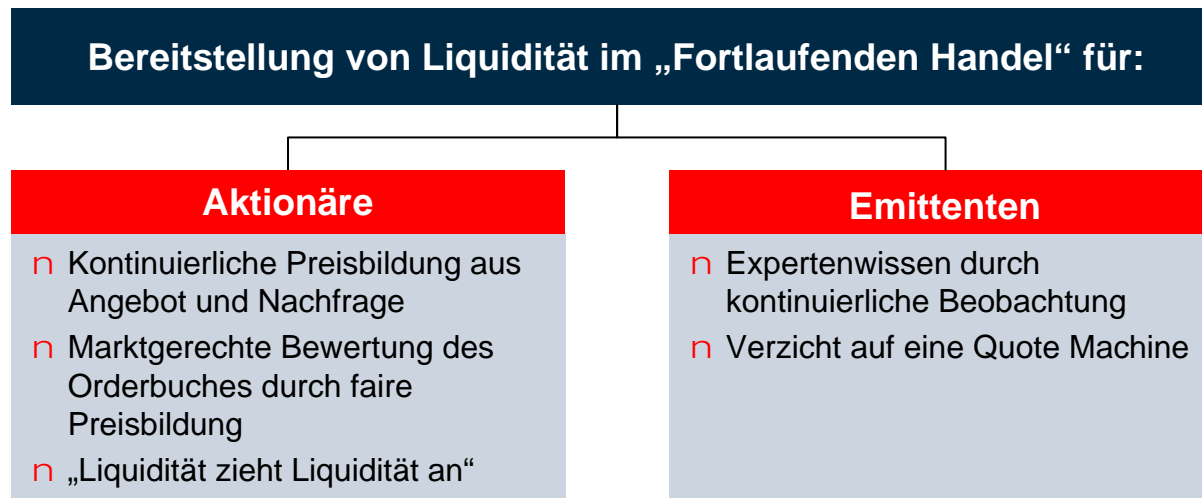 Bereitstellung von Liquidität im „Fortlaufenden Handel“ für:
Aktionäre
n Kontinuierliche Preisbildung aus
Angebot und Nachfrage
n Marktgerechte Bewertung des
Orderbuches durch faire
Preisbildung
n „Liquidität zieht Liquidität an“
Emittenten
n Expertenwissen durch
kontinuierliche Beobachtung
n Verzicht auf eine Quote Machine